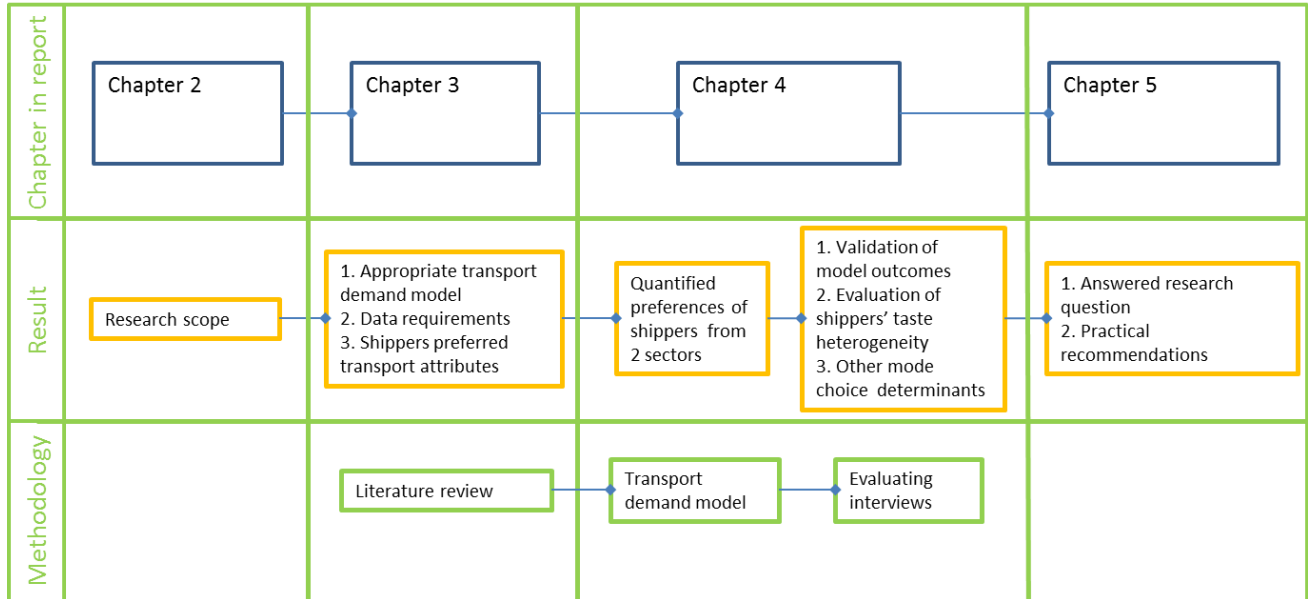 Chapter in report
Chapter 2
Chapter 3
Chapter 4
Chapter 5
Result
Research scope
1. Appropriate transport
demand model
2. Data requirements
3. Shippers preferred
transport attributes
Quantified
preferences of
shippers from
2 sectors
1. Validation of
model outcomes
2. Evaluation of
shippers' taste
heterogeneity
3. Other mode
choice determinants
1. Answered research
question
2. Practical
recommendations
Methodology
Literature review
Transport
demand model
Evaluating
interviews